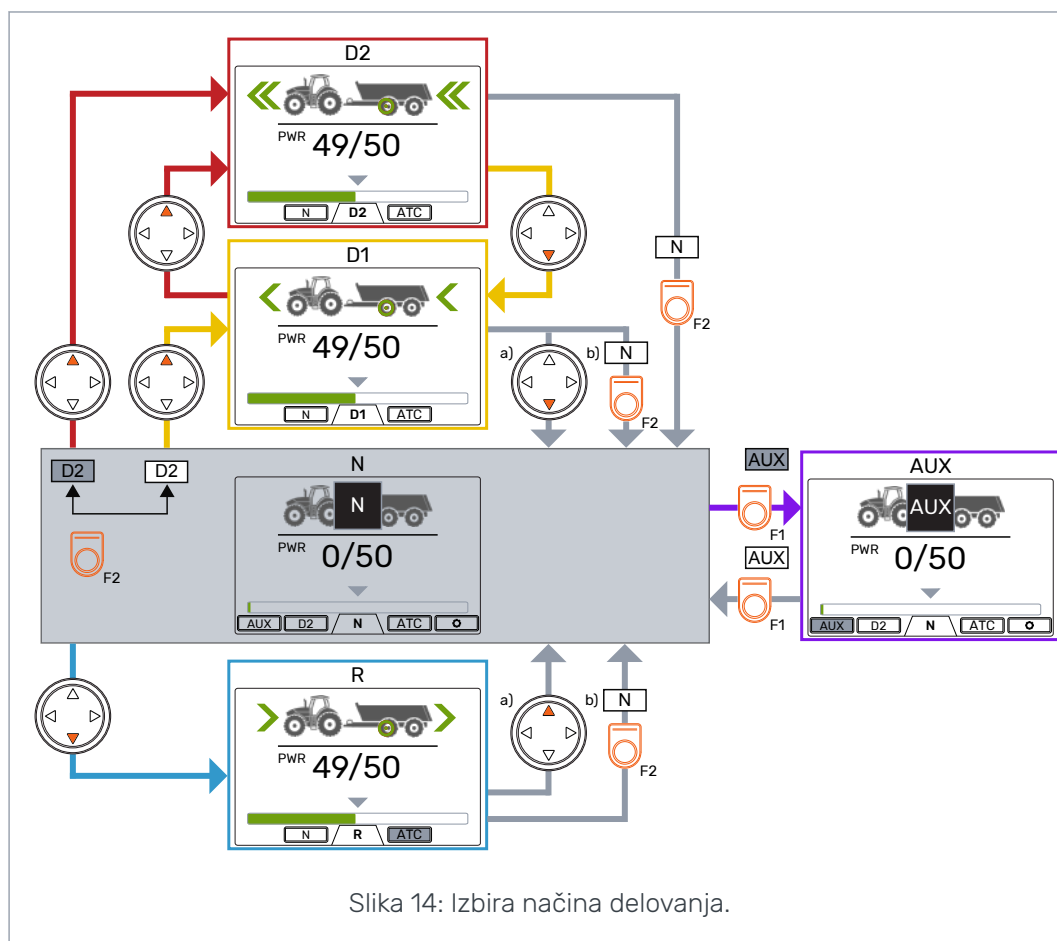 D2
PWR 49/50
N D2 ATC
D1
PWR 49/50
N D1 ATC
N
F2
a)
b) N
F2
D2 D2
F2
N
N
PWR 0/50
AUX D2 N ATC
AUX
F1
AUX
F1
AUX
AUX
PWR 0/50
AUX D2 N ATC
R
PWR 49/50
N R ATC
a)
b) N
F2
Slika 14: Izbira načina delovanja.